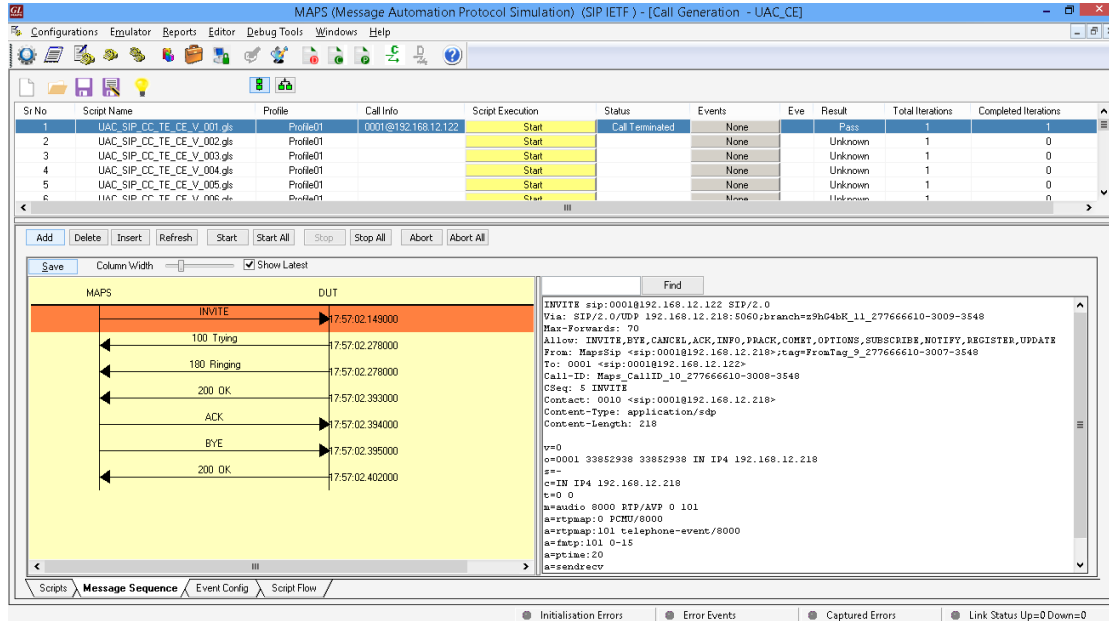 GL
MAPS (Message Automation Protocol Simulation) (SIP IETF ) - [Call Generation - UAC_CE]
Configurations Emulator Reports Editor Debug Tools Windows Help
Sr No Script Name Profile Call Info Script Execution Status Events Eve Result Total Iterations Completed Iterations
1 UAC_SIP_CC_TE_CE_V_001.gls Profile01 0001@192.168.12.122 Start Call Terminated None Pass 1 1
2 UAC_SIP_CC_TE_CE_V_002.gls Profile01 Start None Unknown 1 0
3 UAC_SIP_CC_TE_CE_V_003.gls Profile01 Start None Unknown 1 0
4 UAC_SIP_CC_TE_CE_V_004.gls Profile01 Start None Unknown 1 0
5 UAC_SIP_CC_TE_CE_V_005.gls Profile01 Start None Unknown 1 0
6 UAC_SIP_CC_TE_CE_V_006.gls Profile01 Start None Unknown 1 0
Add Delete Insert Refresh Start Start All Stop Stop All Abort Abort All
Save Column Width Show Latest
Find
MAPS DUT
INVITE
17:57:02.149000
100 Trying
17:57:02.278000
180 Ringing
17:57:02.278000
200 OK
17:57:02.393000
ACK
17:57:02.394000
BYE
17:57:02.395000
200 OK
17:57:02.402000
INVITE sip:0001@192.168.12.122 SIP/2.0
Via: SIP/2.0/UDP 192.168.12.218:5060;branch=z9hG4bK_11_277666610-3009-3548
Max-Forwards: 70
Allow: INVITE,BYE,CANCEL,ACK,INFO,PRACK,COMET,OPTIONS,SUBSCRIBE,NOTIFY,REGISTER,UPDATE
From: MapsSip <sip:0001@192.168.12.218>;tag=FromTag_9_277666610-3007-3548
To: 0001 <sip:0001@192.168.12.122>
Call-ID: Maps_CallID_10_277666610-3008-3548
CSeq: 5 INVITE
Contact: 0010 <sip:0001@192.168.12.218>
Content-Type: application/sdp
Content-Length: 218
v=0
o=0001 33852938 33852938 IN IP4 192.168.12.218
s=-
c=IN IP4 192.168.12.218
t=0 0
m=audio 8000 RTP/AVP 0 101
a=rtpmap:0 PCMU/8000
a=rtpmap:101 telephone-event/8000
a=fmtp:101 0-15
a=ptime:20
a=sendrecv
Scripts Message Sequence Event Config Script Flow
Initialisation Errors Error Events Captured Errors Link Status Up=0 Down=0